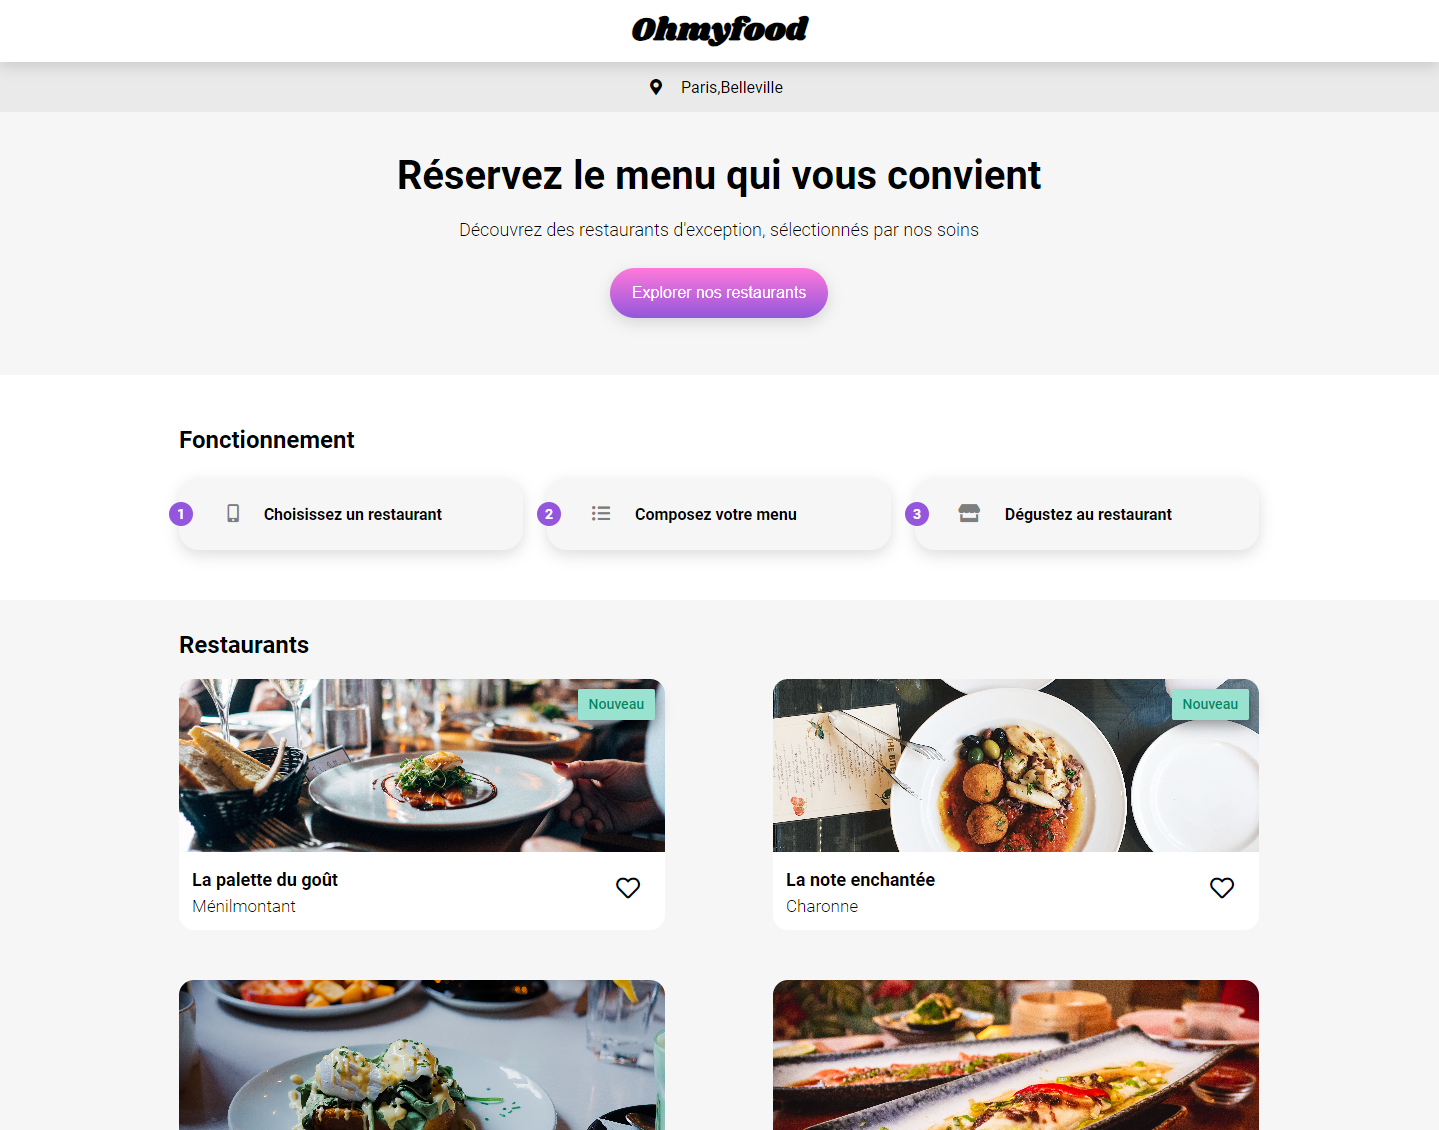 Ohmyfood
Paris,Belleville
Réservez le menu qui vous convient
Découvrez des restaurants d'exception, sélectionnés par nos soins
Explorer nos restaurants
Fonctionnement
1 Choisissez un restaurant
2 Composez votre menu
3 Dégustez au restaurant
Restaurants
Nouveau
La palette du goût
Ménilmontant
Nouveau
La note enchantée
Charonne